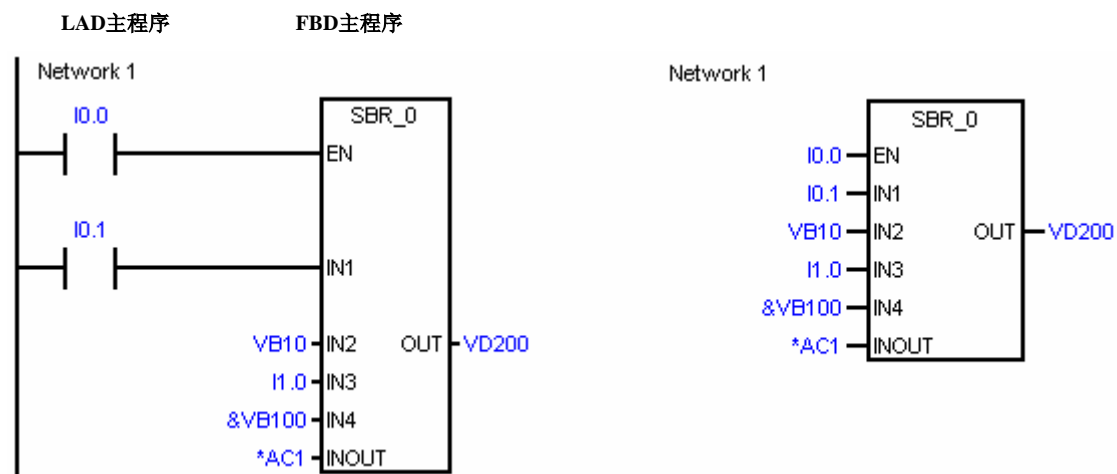 LAD主程序 FBD主程序
Network 1
I0.0
SBR_0
EN
I0.1
IN1
VB10 IN2 OUT VD200
I1.0 IN3
&VB100 IN4
*AC1 INOUT
Network 1
SBR_0
I0.0 EN
I0.1 IN1
VB10 IN2 OUT VD200
I1.0 IN3
&VB100 IN4
*AC1 INOUT